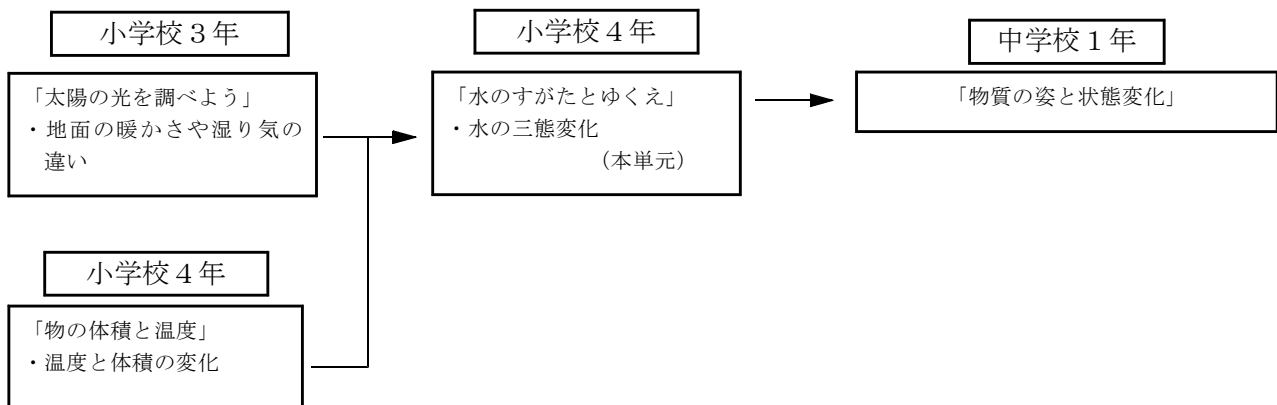 小学校３年
「太陽の光を調べよう」
・地面の暖かさや湿り気の
違い
小学校４年
「物の体積と温度」
・温度と体積の変化
小学校４年
「水のすがたとゆくえ」
・水の三態変化
（本単元）
中学校１年
「物質の姿と状態変化」